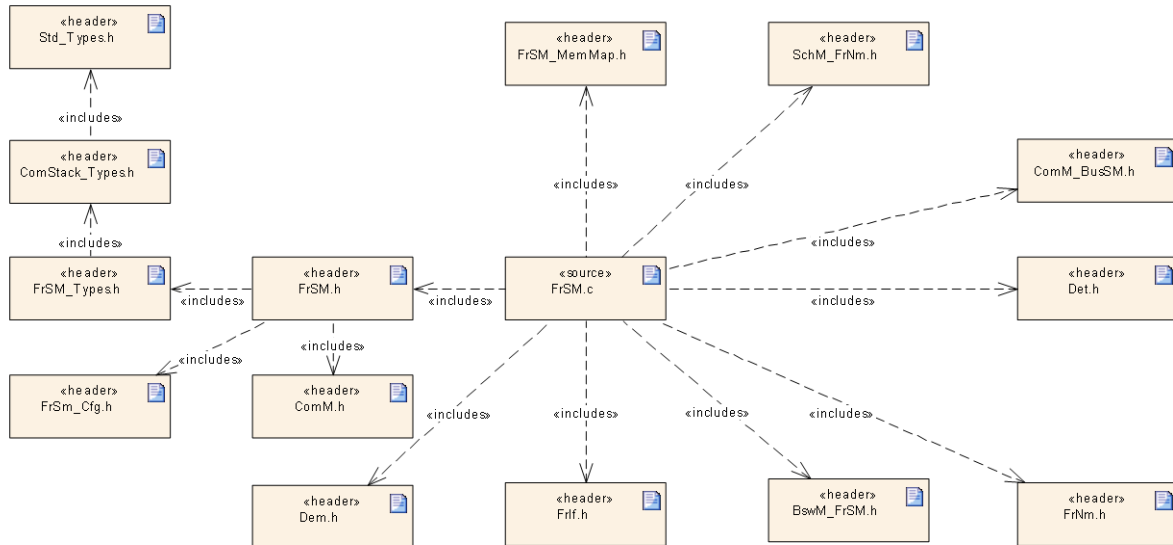 «header»
Std_Types.h
«header»
FrSM_MemMap.h
«header»
SchM_FrNm.h
«includes»
«header»
ComStack_Types.h
«header»
ComM_BusSM.h
«includes»
«includes»
«includes»
«includes»
«header»
FrSM_Types.h
«includes»
«header»
FrSM.h
«includes»
«source»
FrSM.c
«includes»
«header»
Det.h
«includes»
«includes»
«header»
FrSm_Cfg.h
«header»
ComM.h
«includes»
«includes»
«includes»
«includes»
«header»
Dem.h
«header»
FrIf.h
«header»
BswM_FrSM.h
«header»
FrNm.h